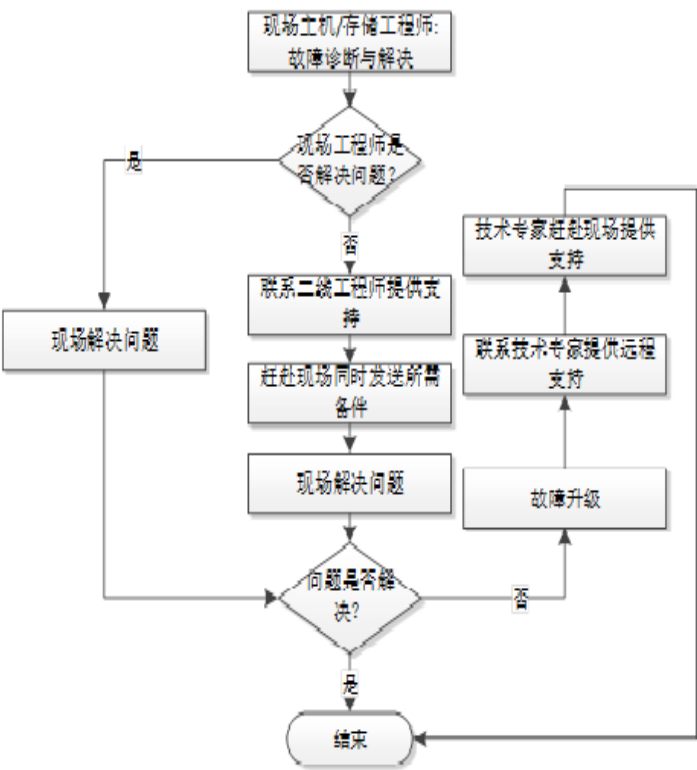 现场主机/存储工程师:
故障诊断与解决
现场工程师是
否解决问题?
是
否
联系二线工程师提供支
持
赶赴现场同时发送所需
备件
现场解决问题
现场解决问题
问题是否解
决?
否
故障升级
联系技术专家提供远程
支持
技术专家赶赴现场提供
支持
是
结束